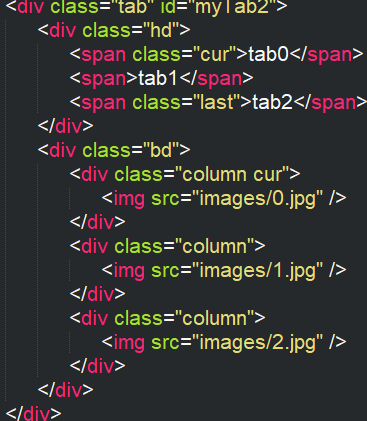 <div class="tab" id="myTab2">
<div class="hd">
<span class="cur">tab0</span>
<span>tab1</span>
<span class="last">tab2</span>
</div>
<div class="bd">
<div class="column cur">
<img src="images/0.jpg" />
</div>
<div class="column">
<img src="images/1.jpg" />
</div>
<div class="column">
<img src="images/2.jpg" />
</div>
</div>
</div>